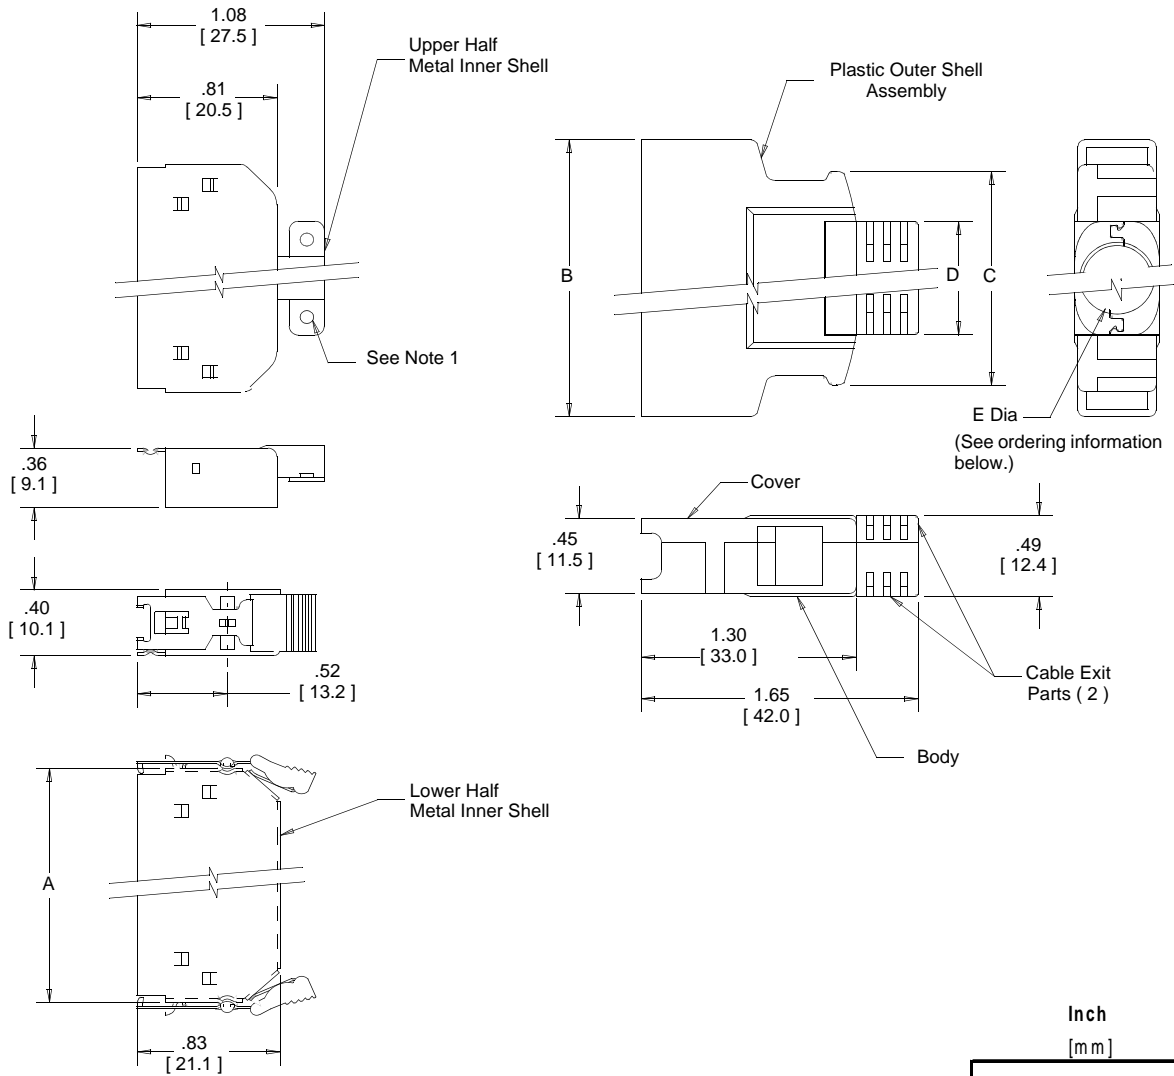 1.08
[ 27.5 ]
Upper Half
Metal Inner Shell
.81
[ 20.5 ]
See Note 1
.36
[ 9.1 ]
.40
[ 10.1 ]
.52
[ 13.2 ]
A
Lower Half
Metal Inner Shell
.83
[ 21.1 ]
Plastic Outer Shell
Assembly
B
D
C
E Dia
(See ordering information
below.)
Cover
.45
[ 11.5 ]
.49
[ 12.4 ]
1.30
[ 33.0 ]
1.65
[ 42.0 ]
Cable Exit
Parts ( 2 )
Body
Inch
[mm]